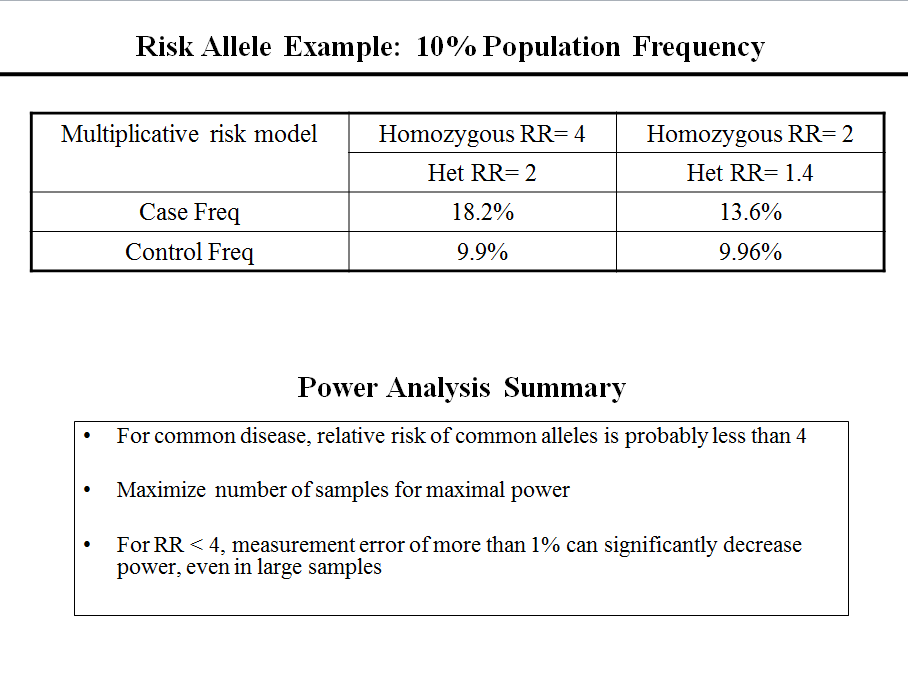 Risk Allele Example: 10% Population Frequency
Multiplicative risk model
Homozygous RR= 4
Homozygous RR= 2
Het RR= 2
Het RR= 1.4
Case Freq
18.2%
13.6%
Control Freq
9.9%
9.96%
Power Analysis Summary
• For common disease, relative risk of common alleles is probably less than 4
• Maximize number of samples for maximal power
• For RR < 4, measurement error of more than 1% can significantly decrease
power, even in large samples